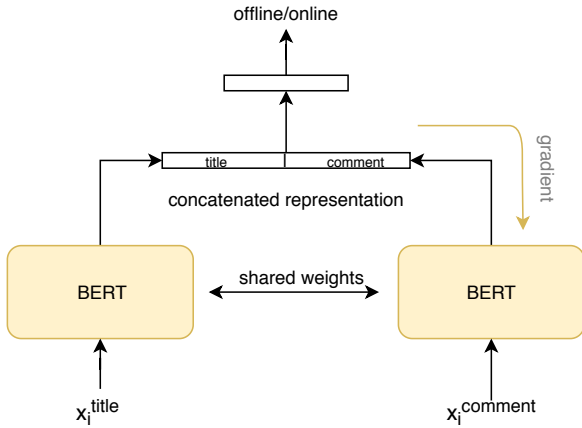 offline/online
title comment
gradient
concatenated representation
BERT
shared weights
BERT
x_i^title
x_i^comment